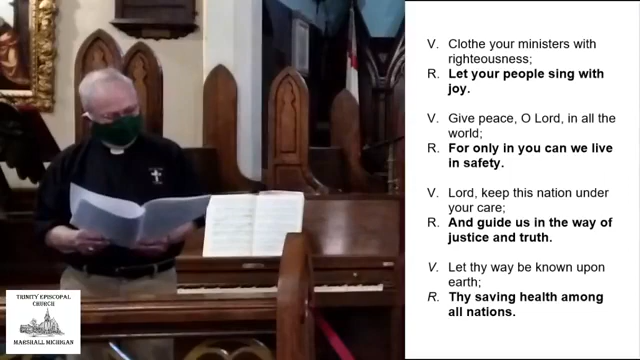 V. Clothe your ministers with
righteousness;
R. Let your people sing with
joy.
V. Give peace, O Lord, in all the
world;
R. For only in you can we live
in safety.
V. Lord, keep this nation under
your care;
R. And guide us in the way of
justice and truth.
V. Let thy way be known upon
earth;
R. Thy saving health among
all nations.
TRINITY EPISCOPAL
CHURCH
MARSHALL MICHIGAN